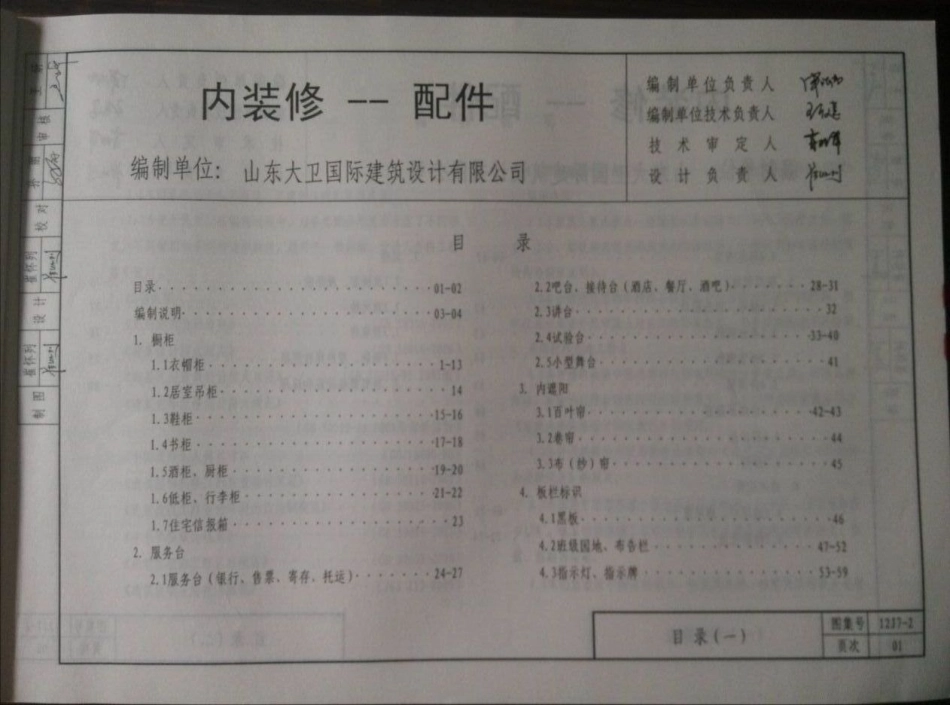 内装修 -- 配件
编制单位： 山东大卫国际建筑设计有限公司
编制单位负责人
编制单位技术负责人
技术审定人
设计负责人
目 录
目录 01-02
编制说明 03-04
1. 橱柜
1.1衣帽柜 1-13
1.2居室吊柜 14
1.3鞋柜 15-16
1.4书柜 17-18
1.5酒柜、厨柜 19-20
1.6低柜、行李柜 21-22
1.7住宅信报箱 23
2. 服务台
2.1服务台（银行、售票、寄存、托运） 24-27
2.2吧台、接待台（酒店、餐厅、酒吧） 28-31
2.3讲台 32
2.4试验台 33-40
2.5小型舞台 41
3. 内遮阳
3.1百叶帘 42-43
3.2卷帘 44
3.3布（纱）帘 45
4. 板栏标识
4.1黑板 46
4.2班级园地、布告栏 47-52
4.3指示灯、指示牌 53-59
审核
校对
设计
制图
目录（一）
图集号 12J7-2
页次 01